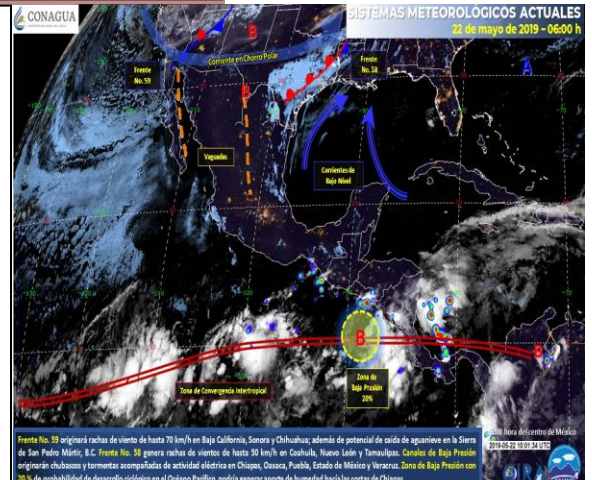 CONAGUA
SISTEMAS METEOROLÓGICOS ACTUALES
22 de mayo de 2019 – 06:00 h
B
Corriente en Chorro Polar
Frente
No. 59
Frente
No. 58
A
B
Vaguadas
Corrientes de
Bajo Nivel
B
B
Zona de
Baja Presión
20%
Zona de Convergencia Intertropical
hora del centro de México
2019-05-22 10:01:34 UTC
Frente No. 59 originará rachas de viento de hasta 70 km/h en Baja California, Sonora y Chihuahua; además de potencial de caída de aguanieve en la Sierra
de San Pedro Mártir, B.C. Frente No. 58 genera rachas de vientos de hasta 50 km/h en Coahuila, Nuevo León y Tamaulipas. Canales de Baja Presión
originarán chubascos y tormentas acompañadas de actividad eléctrica en Chiapas, Oaxaca, Puebla, Estado de México y Veracruz. Zona de Baja Presión con
20 % de probabilidad de desarrollo ciclónico en el Océano Pacífico, podría generar aporte de humedad hacia las costas de Chiapas.